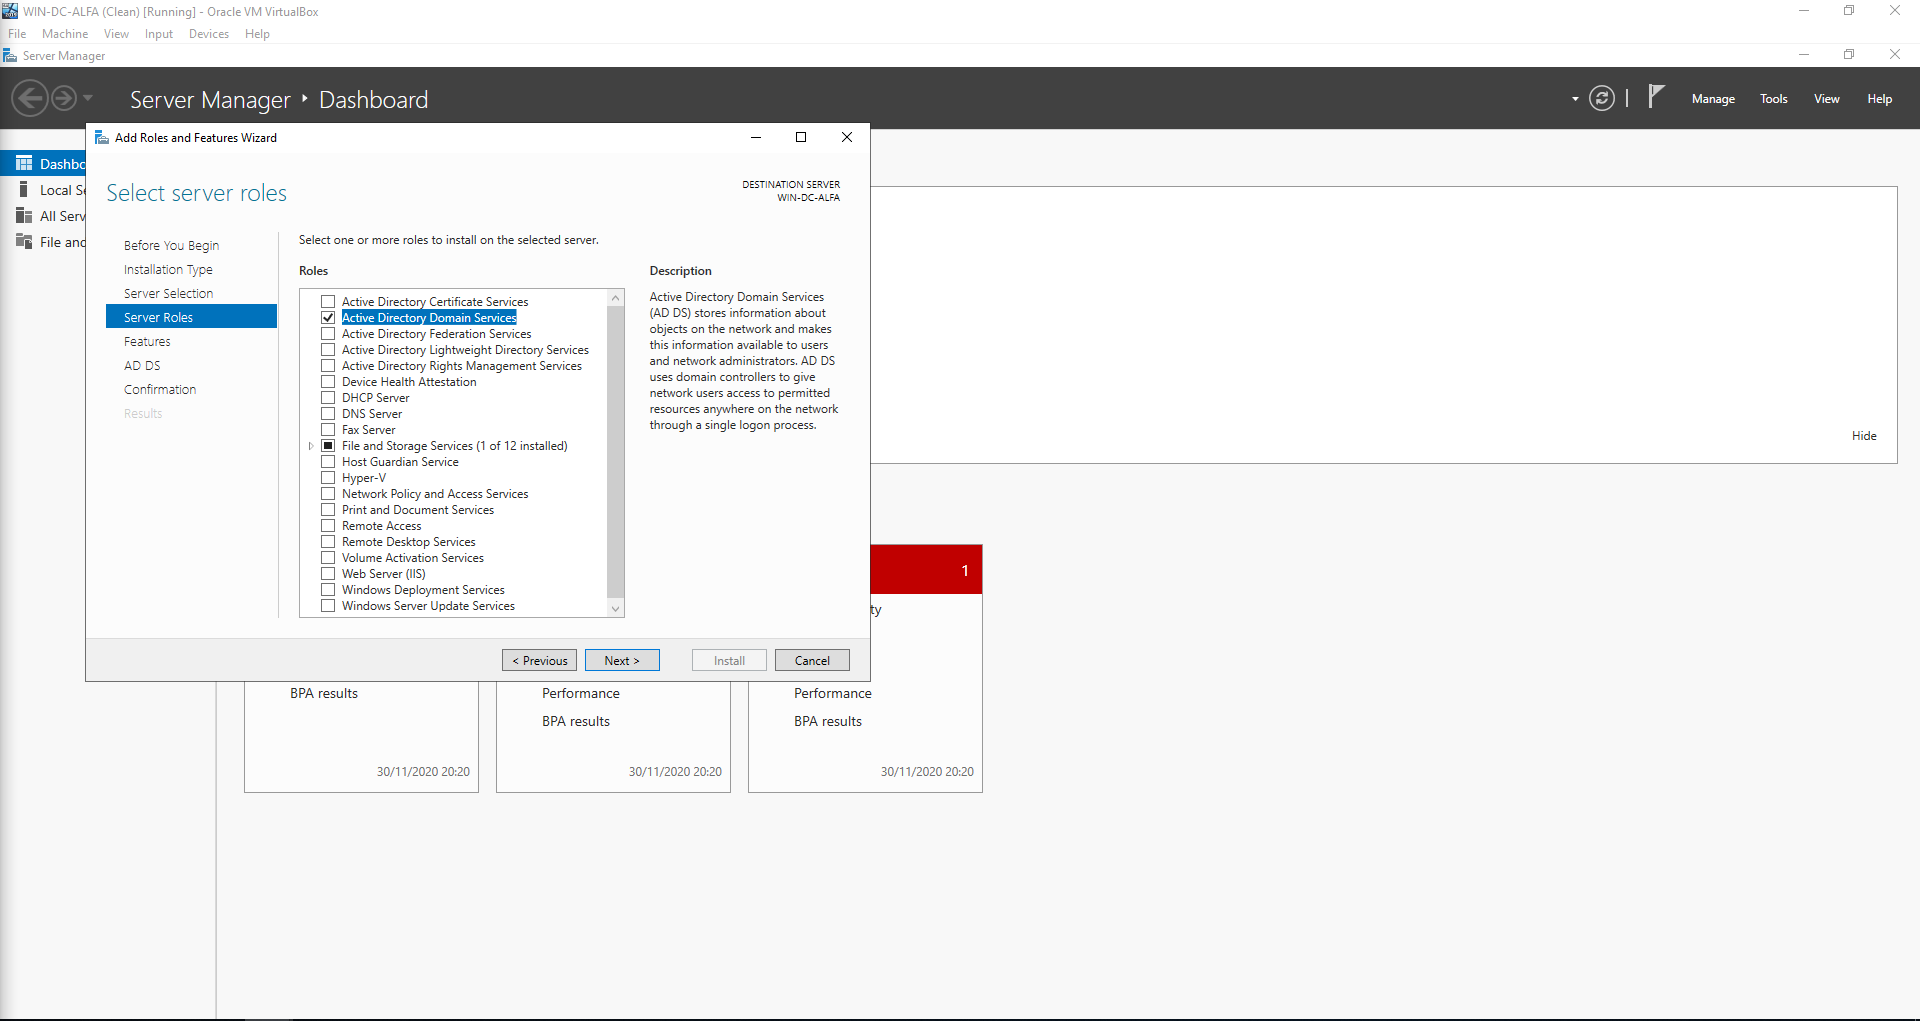 WIN-DC-ALFA (Clean) [Running] - Oracle VM VirtualBox
File Machine View Input Devices Help
Server Manager
Server Manager Dashboard
Manage Tools View Help
Add Roles and Features Wizard
Dashbo
Local Se
All Serv
File and
Select server roles
DESTINATION SERVER
WIN-DC-ALFA
Before You Begin
Installation Type
Server Selection
Server Roles
Features
AD DS
Confirmation
Results
Select one or more roles to install on the selected server.
Roles
Active Directory Certificate Services
Active Directory Domain Services
Active Directory Federation Services
Active Directory Lightweight Directory Services
Active Directory Rights Management Services
Device Health Attestation
DHCP Server
DNS Server
Fax Server
File and Storage Services (1 of 12 installed)
Host Guardian Service
Hyper-V
Network Policy and Access Services
Print and Document Services
Remote Access
Remote Desktop Services
Volume Activation Services
Web Server (IIS)
Windows Deployment Services
Windows Server Update Services
Description
Active Directory Domain Services
(AD DS) stores information about
objects on the network and makes
this information available to users
and network administrators. AD DS
uses domain controllers to give
network users access to permitted
resources anywhere on the network
through a single logon process.
< Previous Next > Install Cancel
Hide
1
ty
BPA results
30/11/2020 20:20
Performance
BPA results
30/11/2020 20:20
Performance
BPA results
30/11/2020 20:20